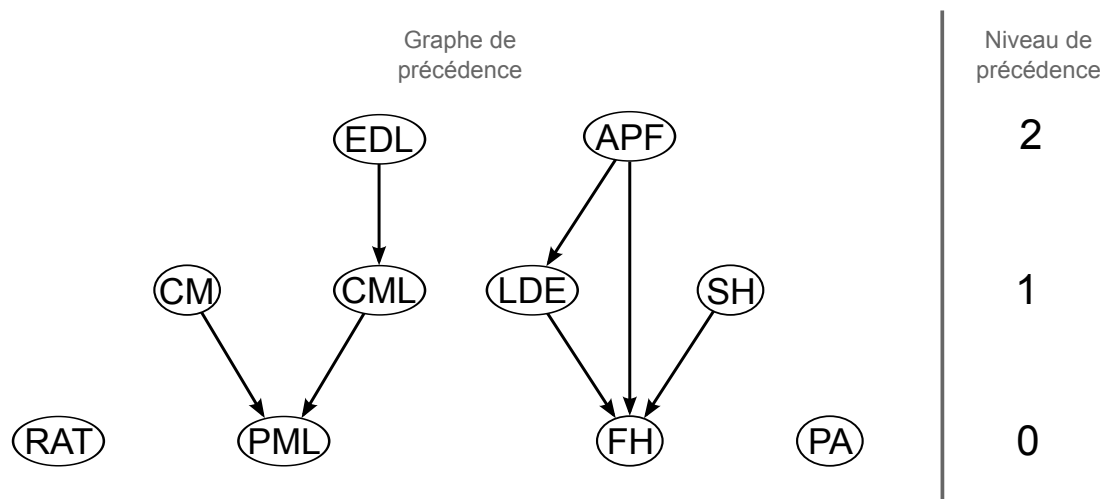 Graphe de
précédence
Niveau de
précédence
EDL
APF
2
CM
CML
LDE
SH
1
RAT
PML
FH
PA
0